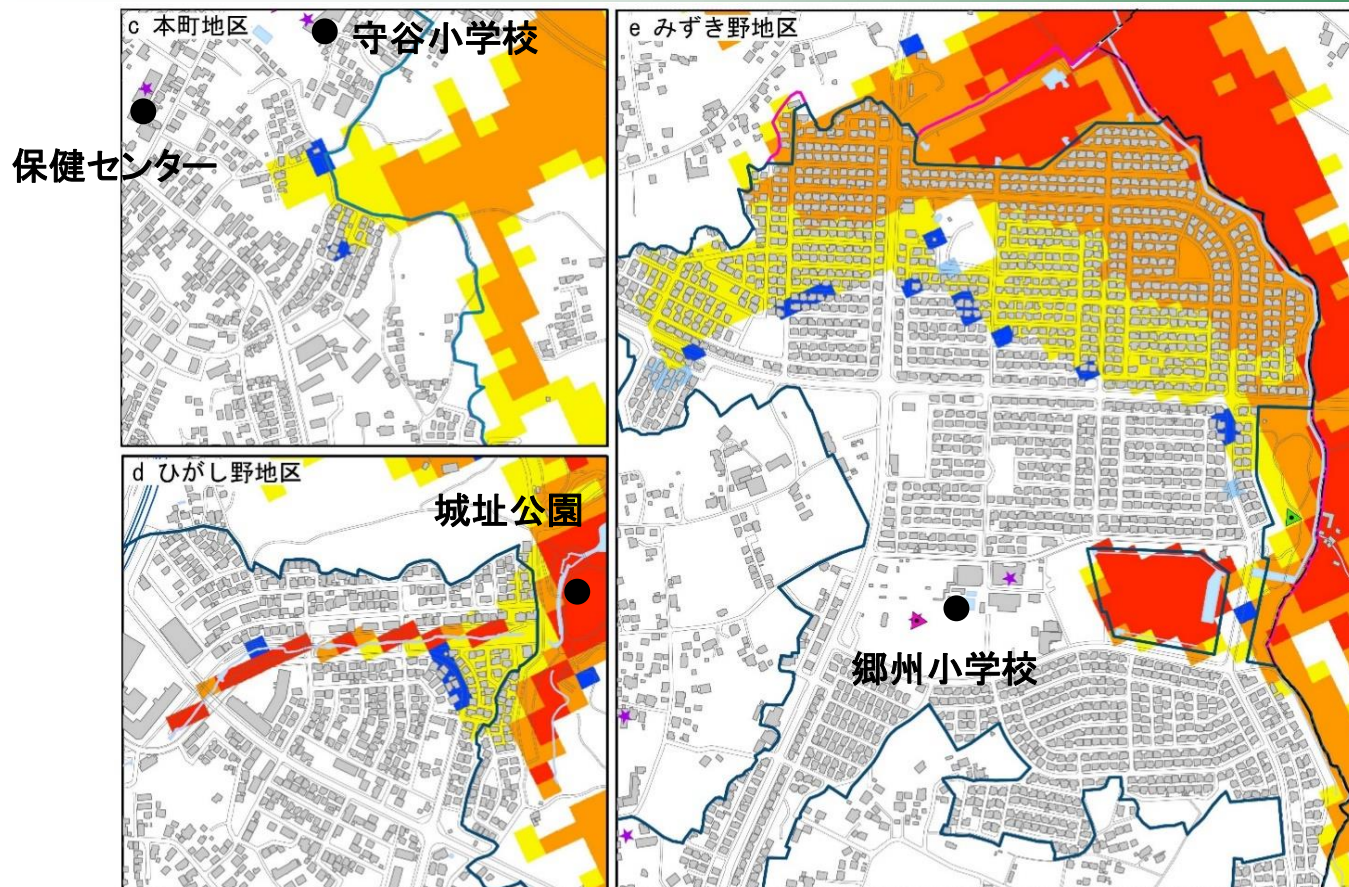 c 本町地区
守谷小学校
保健センター
d ひがし野地区
城址公園
e みずき野地区
郷州小学校